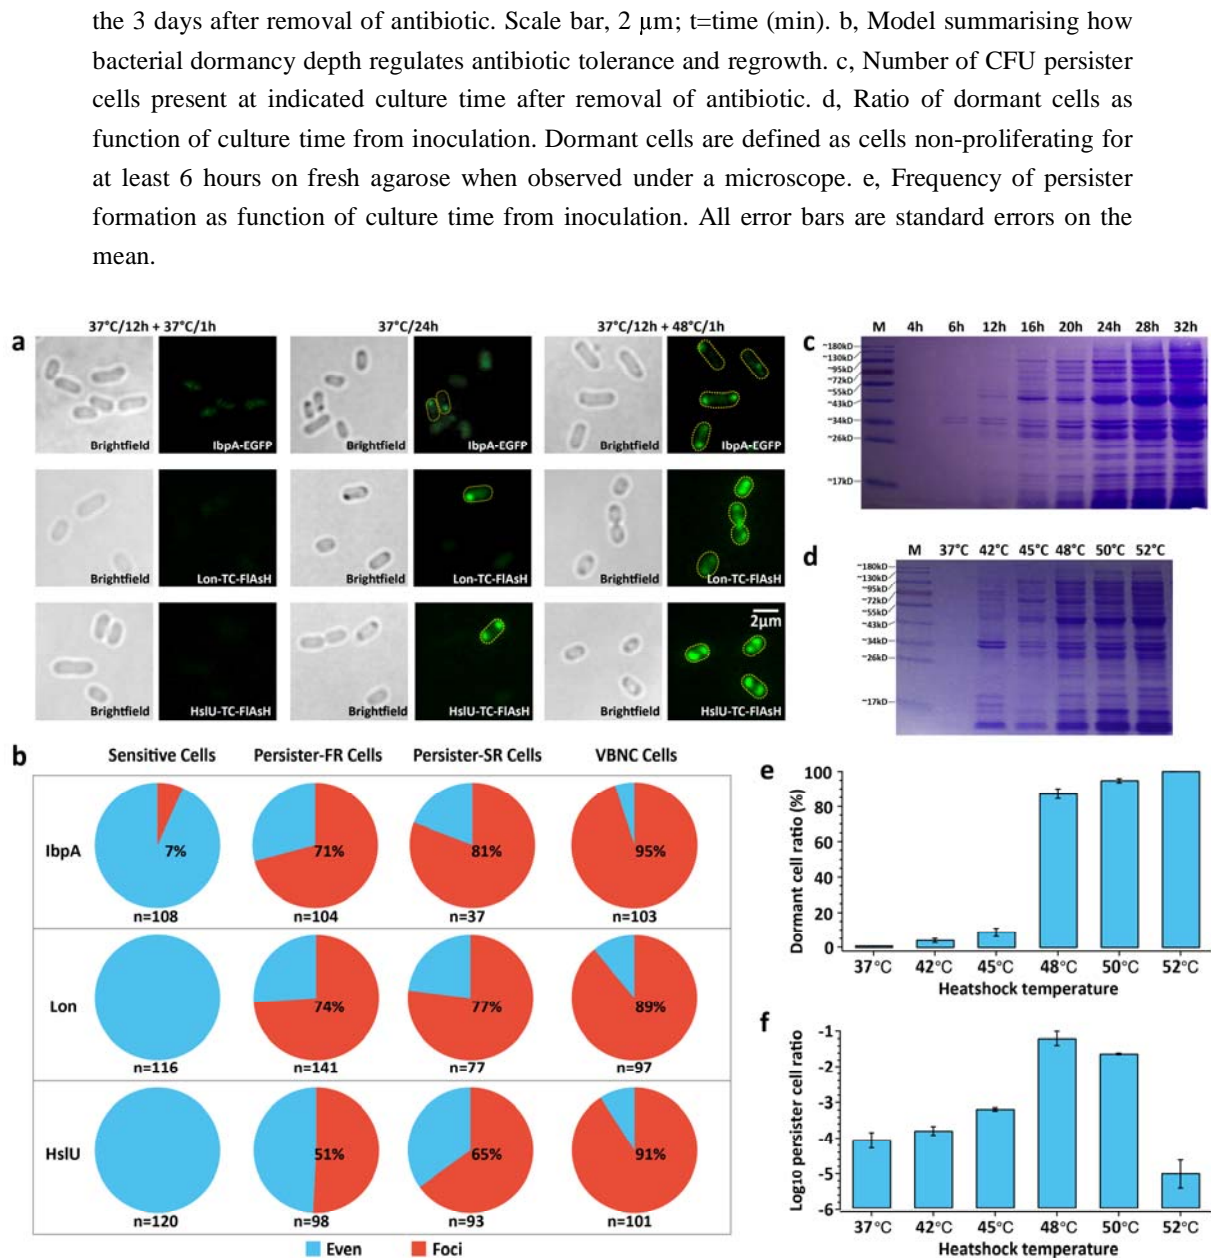 the 3 days after removal of antibiotic. Scale bar, 2 µm; t=time (min). b, Model summarising how
bacterial dormancy depth regulates antibiotic tolerance and regrowth. c, Number of CFU persister
cells present at indicated culture time after removal of antibiotic. d, Ratio of dormant cells as
function of culture time from inoculation. Dormant cells are defined as cells non-proliferating for
at least 6 hours on fresh agarose when observed under a microscope. e, Frequency of persister
formation as function of culture time from inoculation. All error bars are standard errors on the
mean.
a
37°C/12h + 37°C/1h 37°C/24h 37°C/12h + 48°C/1h
Brightfield IbpA-EGFP Brightfield IbpA-EGFP Brightfield IbpA-EGFP
Brightfield Lon-TC-FlAsH Brightfield Lon-TC-FlAsH Brightfield Lon-TC-FlAsH
2µm
Brightfield HslU-TC-FlAsH Brightfield HslU-TC-FlAsH Brightfield HslU-TC-FlAsH
b
Sensitive Cells Persister-FR Cells Persister-SR Cells VBNC Cells
IbpA 7% 71% 81% 95%
n=108 n=104 n=37 n=103
Lon 74% 77% 89%
n=116 n=141 n=77 n=97
HslU 51% 65% 91%
n=120 n=98 n=93 n=101
Even Foci
c
M 4h 6h 12h 16h 20h 24h 28h 32h
~180kD
~130kD
~95kD
~72kD
~55kD
~43kD
~34kD
~26kD
~17kD
d
M 37°C 42°C 45°C 48°C 50°C 52°C
~180kD
~130kD
~95kD
~72kD
~55kD
~43kD
~34kD
~26kD
~17kD
e
Dormant cell ratio (%)
100
80
60
40
20
0
37°C 42°C 45°C 48°C 50°C 52°C
Heatshock temperature
f
Log10 persister cell ratio
-1
-2
-3
-4
-5
-6
37°C 42°C 45°C 48°C 50°C 52°C
Heatshock temperature